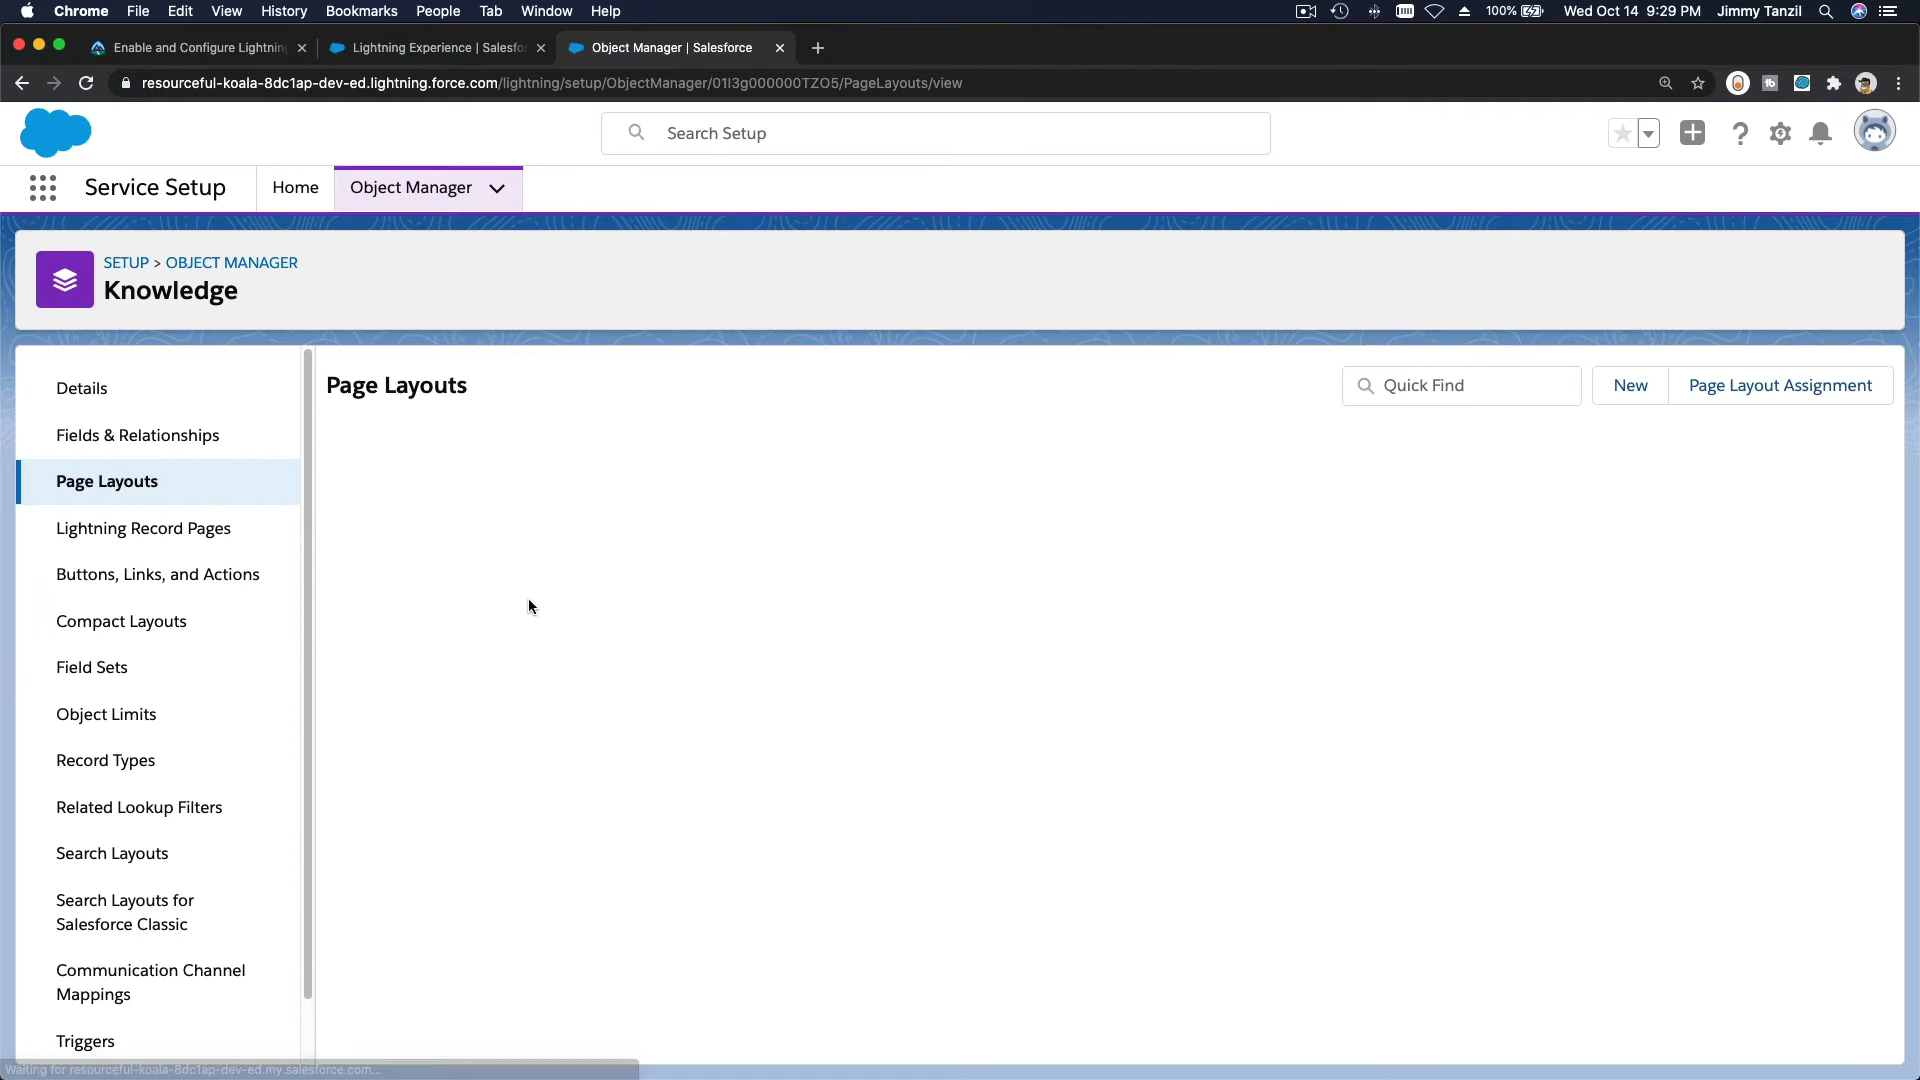 Chrome File Edit View History Bookmarks People Tab Window Help 100% Wed Oct 14 9:29 PM Jimmy Tanzil
Enable and Configure Lightning Lightning Experience | Salesfor Object Manager | Salesforce
resourceful-koala-8dc1ap-dev-ed.lightning.force.com/lightning/setup/ObjectManager/01I3g000000TZO5/PageLayouts/view
Search Setup
Service Setup Home Object Manager
SETUP > OBJECT MANAGER
Knowledge
Page Layouts Quick Find New Page Layout Assignment
Details
Fields & Relationships
Page Layouts
Lightning Record Pages
Buttons, Links, and Actions
Compact Layouts
Field Sets
Object Limits
Record Types
Related Lookup Filters
Search Layouts
Search Layouts for
Salesforce Classic
Communication Channel
Mappings
Triggers
Waiting for resourceful-koala-8dc1ap-dev-ed.my.salesforce.com...